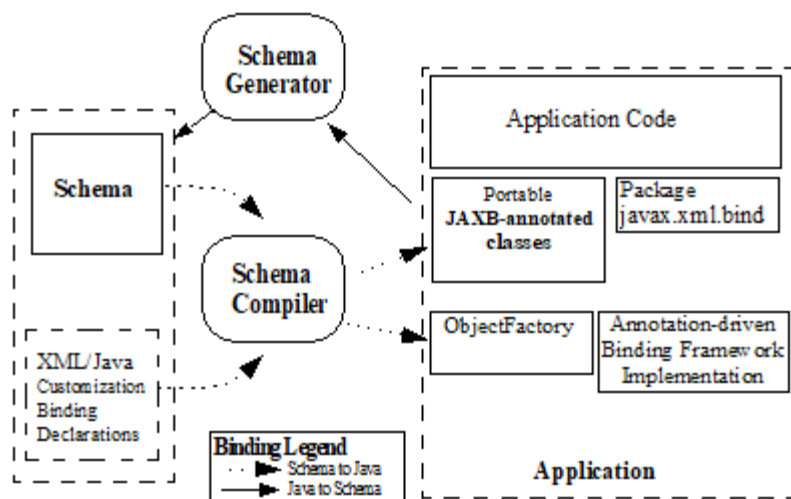 Schema
Generator
Application Code
Schema
Portable
JAXB-annotated
classes
Package
javax.xml.bind
Schema
Compiler
ObjectFactory
Annotation-driven
Binding Framework
Implementation
XML/Java
Customization
Binding
Declarations
Binding Legend
Schema to Java
Java to Schema
Application